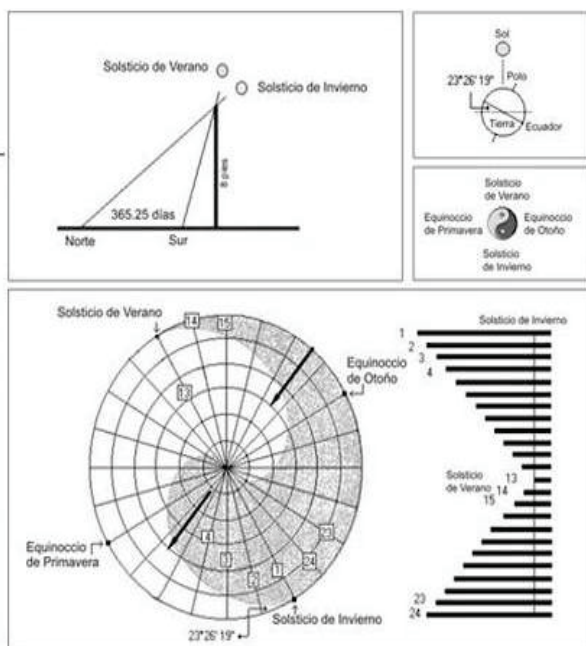 Solsticio de Verano
Solsticio de Invierno
8 pies
365.25 días
Norte
Sur
Sol
23° 26' 19"
Polo
Tierra
Ecuador
Solsticio
de Verano
Equinoccio
de Primavera
Equinoccio
de Otoño
Solsticio
de Invierno
Solsticio de Verano
14
15
13
Equinoccio
de Otoño
Equinoccio
de Primavera
4
3
2
1
24
23
23° 26' 19"
Solsticio de Invierno
Solsticio de Invierno
1
2
3
4
Solsticio
de Verano
13
14
15
23
24